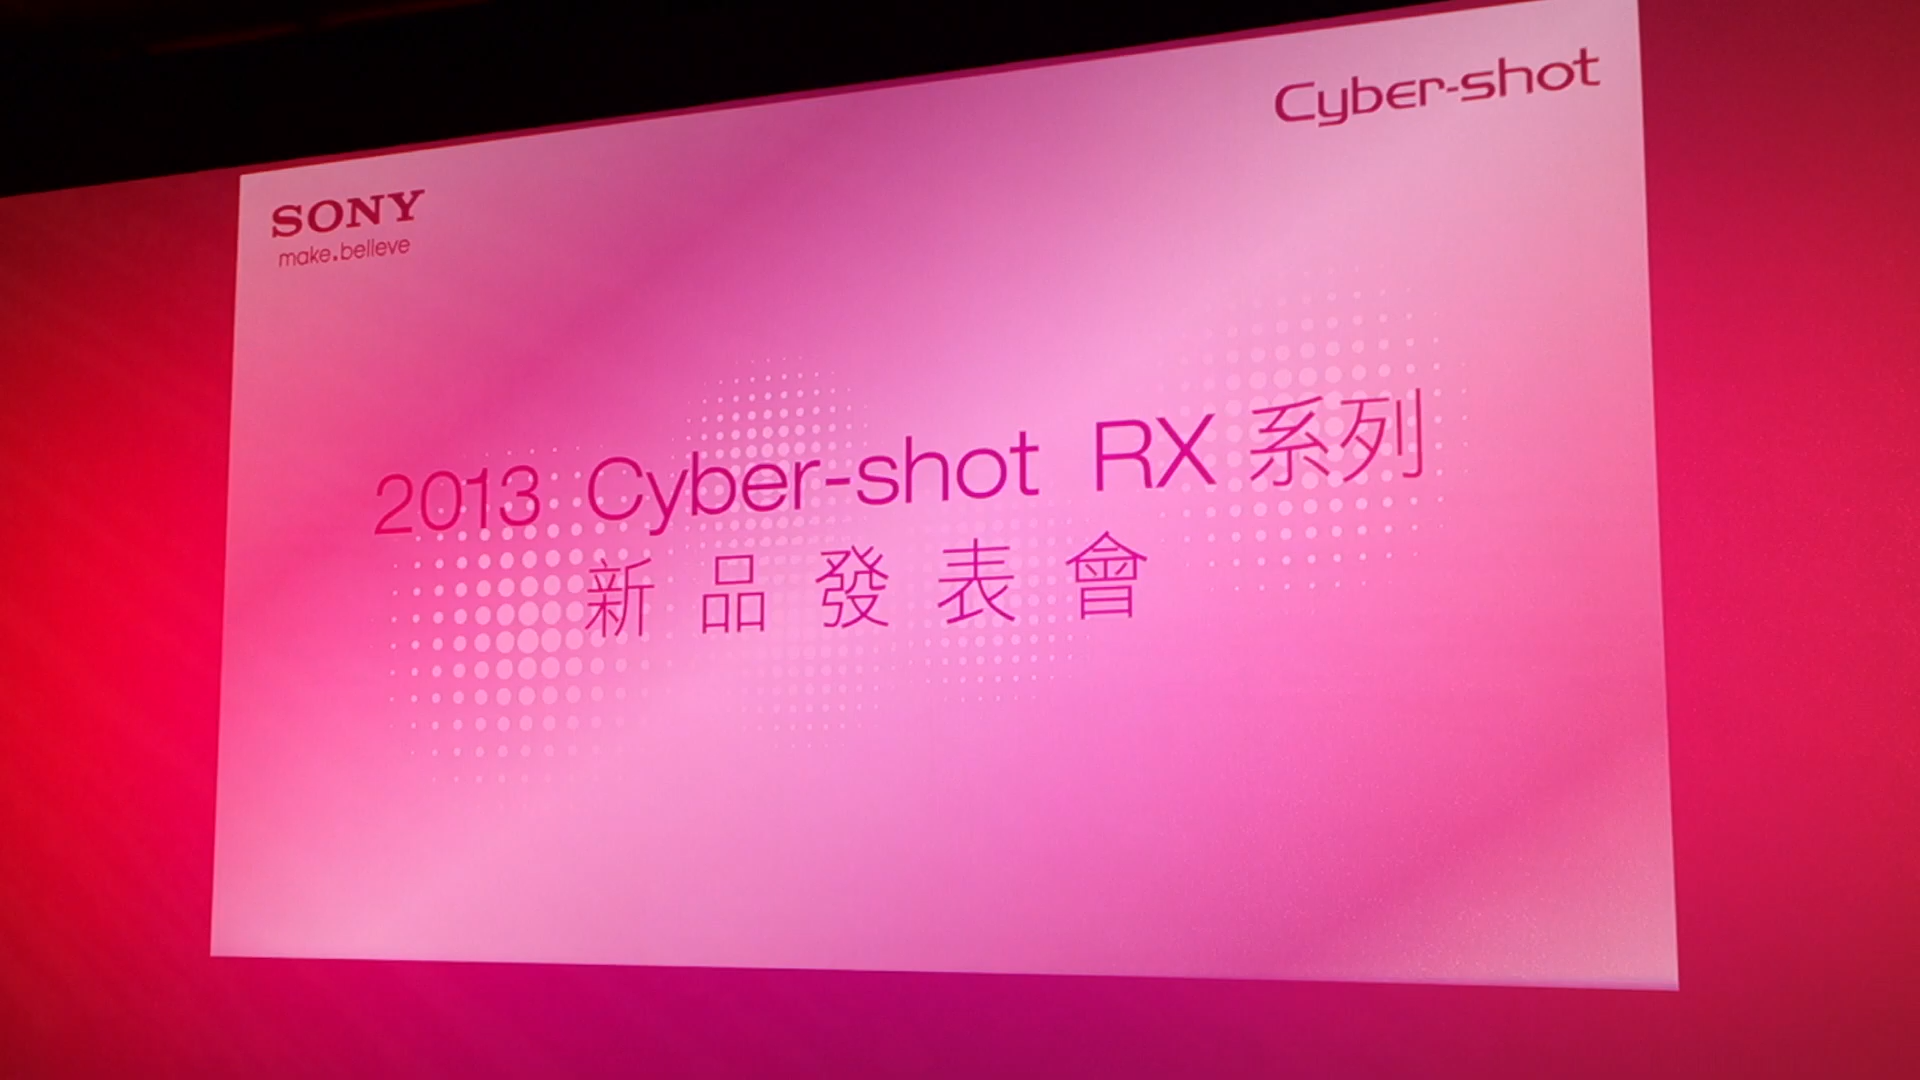 Cyber-shot
SONY
make.believe
2013 Cyber-shot RX 系列
新品發表會